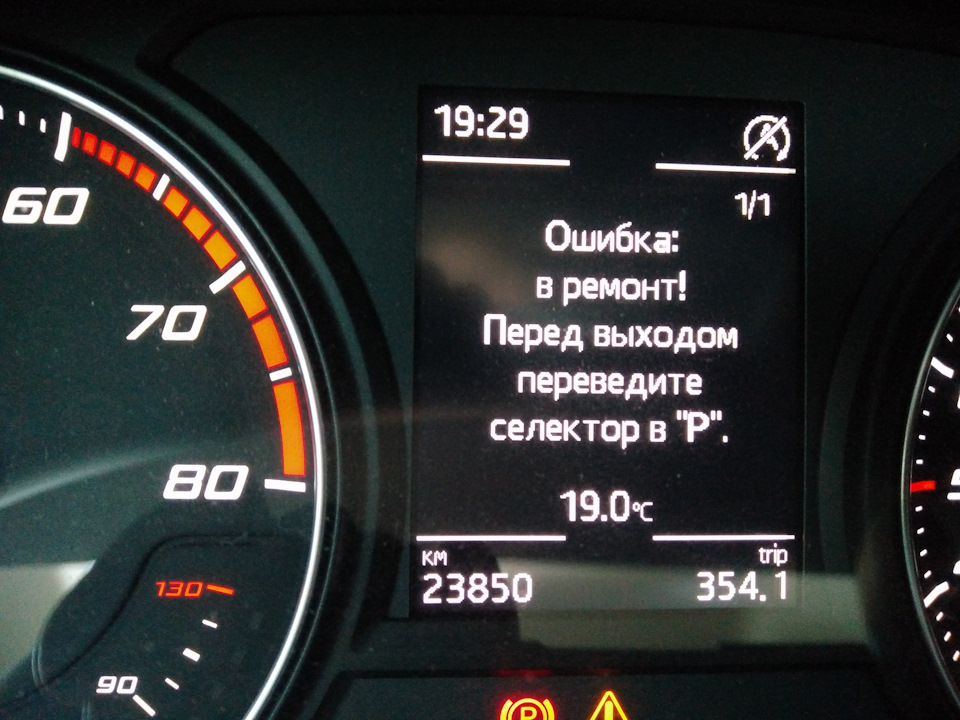 19:29
1/1
Ошибка:
в ремонт!
Перед выходом
переведите
селектор в "P".
19.0°C
км trip
23850 354.1
60
70
80
130
90
P